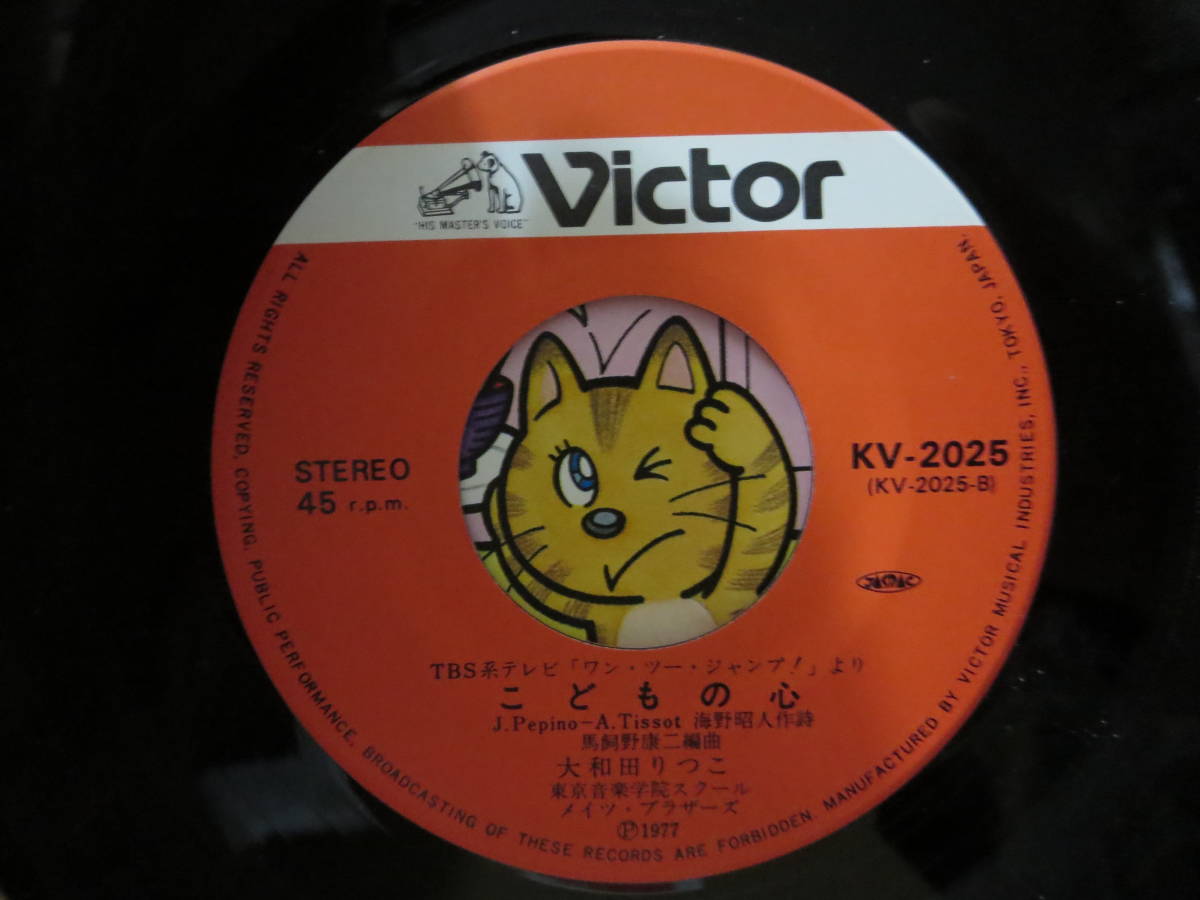 Victor
"HIS MASTER'S VOICE"
STEREO
45 r.p.m.
KV-2025
(KV-2025-B)
TBS系テレビ「ワン・ツー・ジャンプ!」より
こどもの心
J.Pepino-A.Tissot 海野昭人作詩
馬飼野康二編曲
大和田りつこ
東京音楽学院スクール
メイツ・ブラザーズ
Ⓟ1977
ALL RIGHTS RESERVED, COPYING, PUBLIC PERFORMANCE, BROADCASTING OF THESE RECORDS ARE FORBIDDEN. MANUFACTURED BY VICTOR MUSICAL INDUSTRIES, INC., TOKYO, JAPAN.